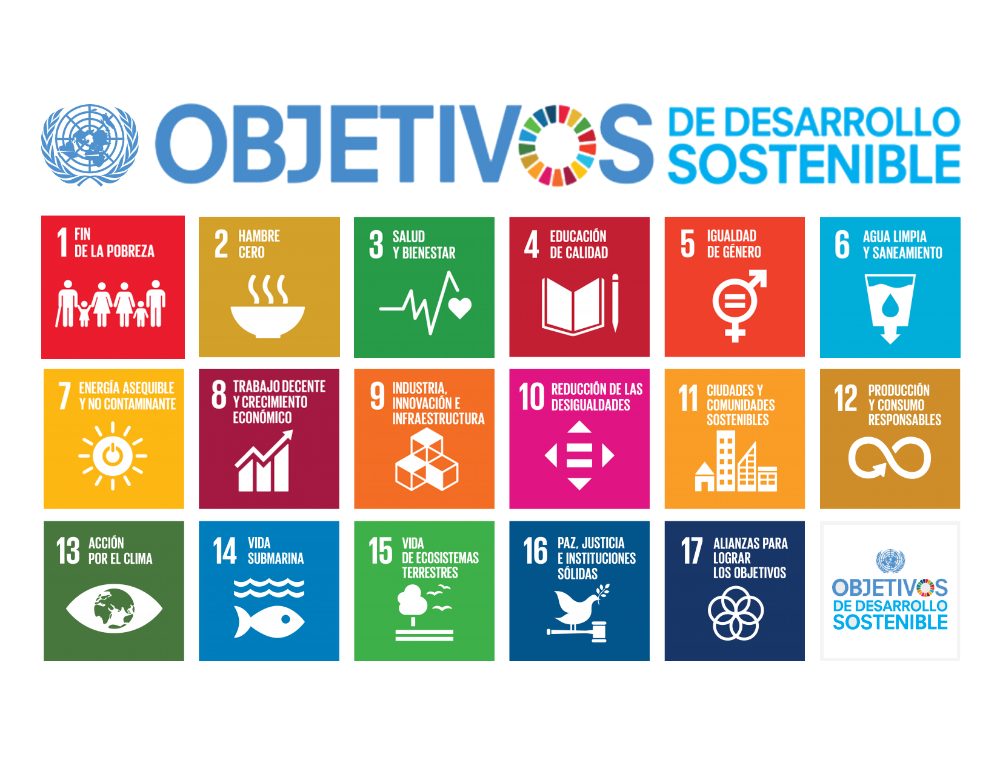 OBJETIVOS
DE DESARROLLO
SOSTENIBLE
1 FIN
DE LA POBREZA
2 HAMBRE
CERO
3 SALUD
Y BIENESTAR
4 EDUCACIÓN
DE CALIDAD
5 IGUALDAD
DE GÉNERO
6 AGUA LIMPIA
Y SANEAMIENTO
7 ENERGÍA ASEQUIBLE
Y NO CONTAMINANTE
8 TRABAJO DECENTE
Y CRECIMIENTO
ECONÓMICO
9 INDUSTRIA,
INNOVACIÓN E
INFRAESTRUCTURA
10 REDUCCIÓN DE LAS
DESIGUALDADES
11 CIUDADES Y
COMUNIDADES
SOSTENIBLES
12 PRODUCCIÓN
Y CONSUMO
RESPONSABLES
13 ACCIÓN
POR EL CLIMA
14 VIDA
SUBMARINA
15 VIDA
DE ECOSISTEMAS
TERRESTRES
16 PAZ, JUSTICIA
E INSTITUCIONES
SÓLIDAS
17 ALIANZAS PARA
LOGRAR
LOS OBJETIVOS
OBJETIVOS
DE DESARROLLO
SOSTENIBLE